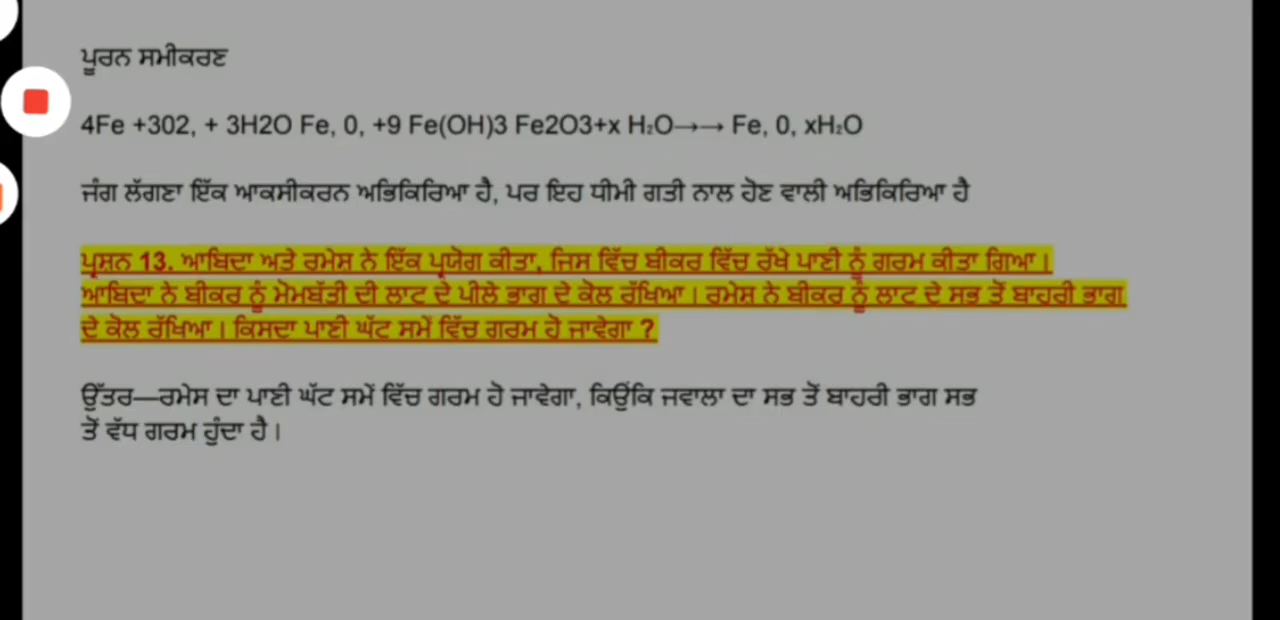 ਪੂਰਨ ਸਮੀਕਰਣ
4Fe +302, + 3H2O Fe, 0, +9 Fe(OH)3 Fe2O3+x H₂O→→ Fe, 0, xH₂O
ਜੰਗ ਲੱਗਣਾ ਇੱਕ ਆਕਸੀਕਰਨ ਅਭਿਕਿਰਿਆ ਹੈ, ਪਰ ਇਹ ਧੀਮੀ ਗਤੀ ਨਾਲ ਹੋਣ ਵਾਲੀ ਅਭਿਕਿਰਿਆ ਹੈ
ਪ੍ਰਸ਼ਨ 13. ਆਬਿਦਾ ਅਤੇ ਰਮੇਸ਼ ਨੇ ਇੱਕ ਪ੍ਰਯੋਗ ਕੀਤਾ, ਜਿਸ ਵਿੱਚ ਬੀਕਰ ਵਿੱਚ ਰੱਖੇ ਪਾਣੀ ਨੂੰ ਗਰਮ ਕੀਤਾ ਗਿਆ।
ਆਬਿਦਾ ਨੇ ਬੀਕਰ ਨੂੰ ਮੋਮਬੱਤੀ ਦੀ ਲਾਟ ਦੇ ਪੀਲੇ ਭਾਗ ਦੇ ਕੋਲ ਰੱਖਿਆ। ਰਮੇਸ਼ ਨੇ ਬੀਕਰ ਨੂੰ ਲਾਟ ਦੇ ਸਭ ਤੋਂ ਬਾਹਰੀ ਭਾਗ
ਦੇ ਕੋਲ ਰੱਖਿਆ। ਕਿਸਦਾ ਪਾਣੀ ਘੱਟ ਸਮੇਂ ਵਿੱਚ ਗਰਮ ਹੋ ਜਾਵੇਗਾ ?
ਉੱਤਰ—ਰਮੇਸ ਦਾ ਪਾਣੀ ਘੱਟ ਸਮੇਂ ਵਿੱਚ ਗਰਮ ਹੋ ਜਾਵੇਗਾ, ਕਿਉਂਕਿ ਜਵਾਲਾ ਦਾ ਸਭ ਤੋਂ ਬਾਹਰੀ ਭਾਗ ਸਭ
ਤੋਂ ਵੱਧ ਗਰਮ ਹੁੰਦਾ ਹੈ।